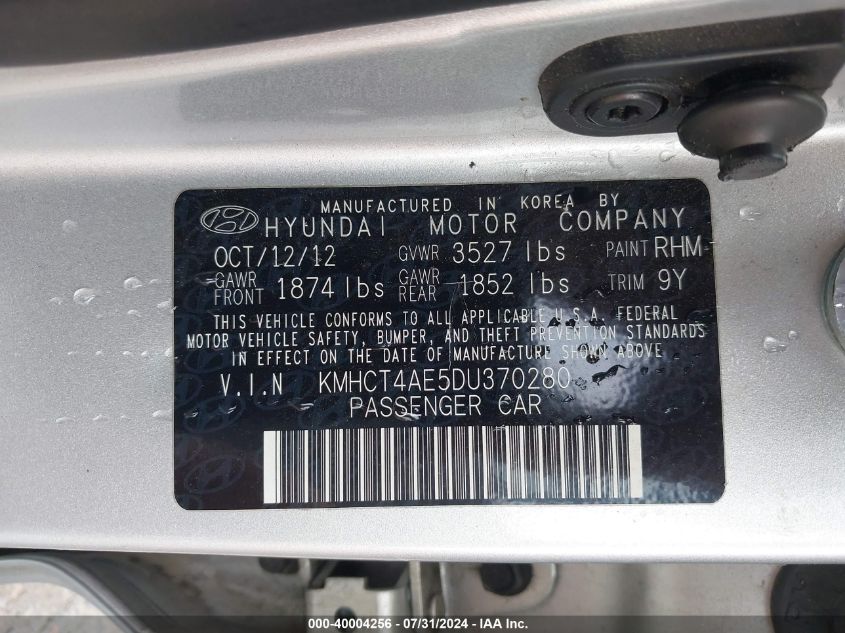 MANUFACTURED IN KOREA BY
HYUNDAI MOTOR COMPANY
OCT/12/12 GVWR 3527 lbs PAINT RHM
GAWR FRONT 1874 lbs GAWR REAR 1852 lbs TRIM 9Y
THIS VEHICLE CONFORMS TO ALL APPLICABLE U.S.A. FEDERAL
MOTOR VEHICLE SAFETY, BUMPER, AND THEFT PREVENTION STANDARDS
IN EFFECT ON THE DATE OF MANUFACTURE SHOWN ABOVE
V.I.N KMHCT4AE5DU370280
PASSENGER CAR
000-40004256 - 07/31/2024 - IAAI.com